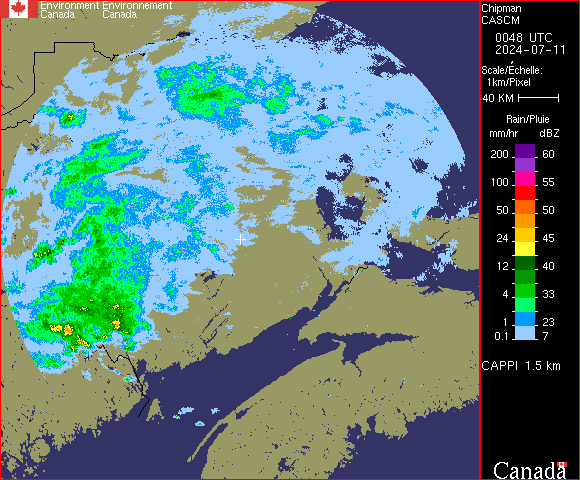 Environment Environnement
Canada Canada
Chipman
CASCM
0048 UTC
2024-07-11
Scale/Échelle:
1km/Pixel
40 KM
Rain/Pluie
mm/hr dBZ
200 60
100 55
50 50
24 45
12 40
4 33
0.1 23
7
CAPPI 1.5 km
Canada